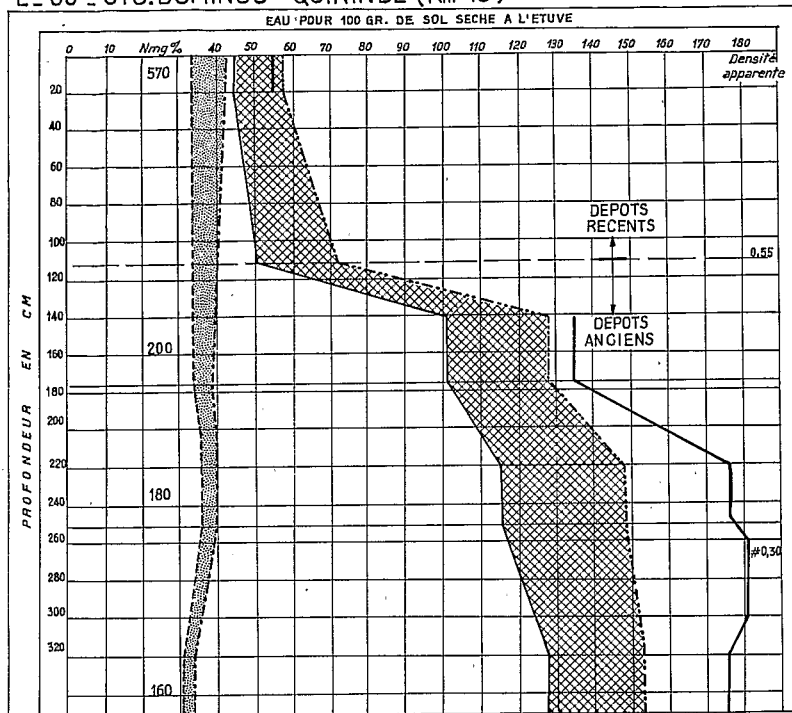 EAU POUR 100 GR. DE SOL SECHE A L'ETUVE
0 10 Nmg% 40 50 60 70 80 90 100 110 120 130 140 150 160 170 180
Densité
apparente
570
20
40
60
80
100
120
140
160
180
200
220
240
260
280
300
320
PROFONDEUR EN CM
DEPOTS
RECENTS
0,55
DEPOTS
ANCIENS
200
180
#0,30
160